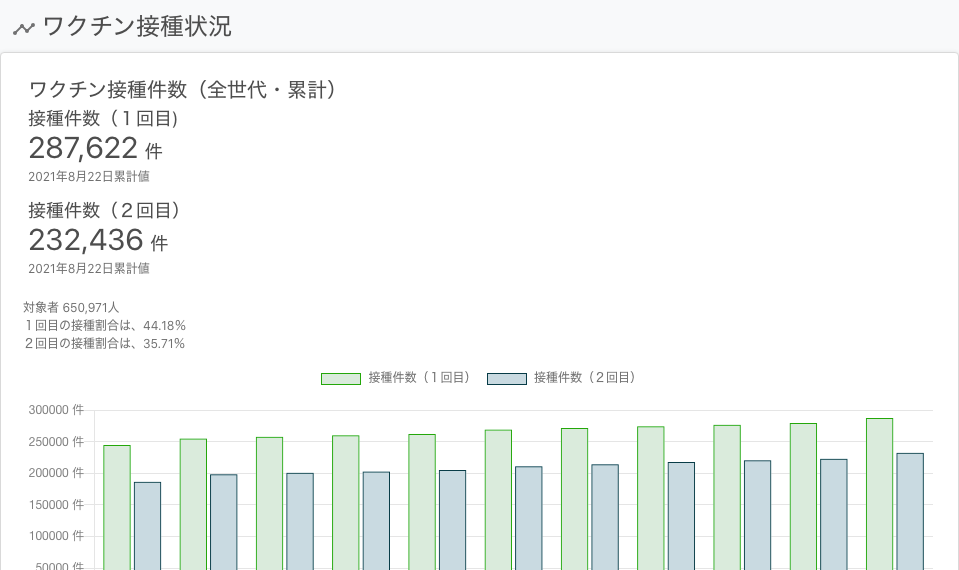 ワクチン接種状況
ワクチン接種件数（全世代・累計）
接種件数（１回目）
287,622 件
2021年8月22日累計値
接種件数（２回目）
232,436 件
2021年8月22日累計値
対象者 650,971人
１回目の接種割合は、44.18%
２回目の接種割合は、35.71%
接種件数（１回目） 接種件数（２回目）
300000 件
250000 件
200000 件
150000 件
100000 件
50000 件